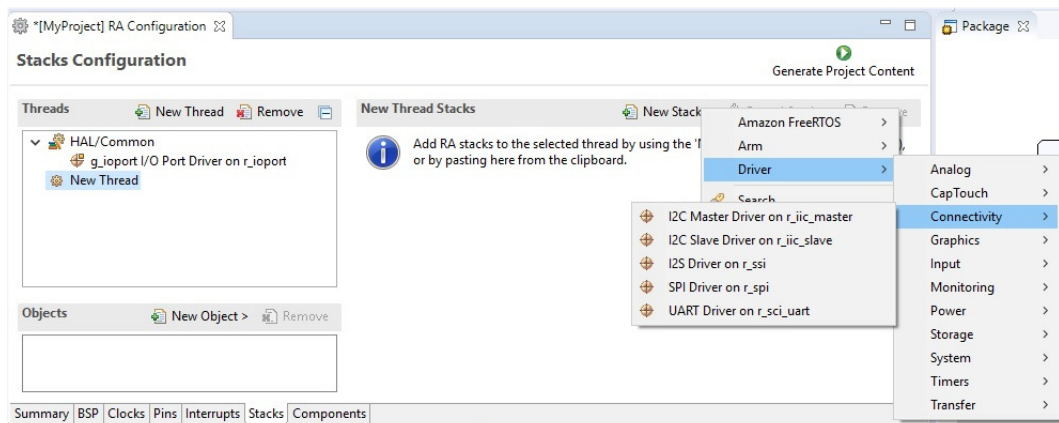 *[MyProject] RA Configuration
Package
Stacks Configuration
Generate Project Content
Threads
New Thread
Remove
HAL/Common
g_ioport I/O Port Driver on r_ioport
New Thread
Objects
New Object >
Remove
New Thread Stacks
New Stack
Add RA stacks to the selected thread by using the
or by pasting here from the clipboard.
Amazon FreeRTOS
Arm
Driver
Search
Analog
CapTouch
Connectivity
Graphics
Input
Monitoring
Power
Storage
System
Timers
Transfer
I2C Master Driver on r_iic_master
I2C Slave Driver on r_iic_slave
I2S Driver on r_ssi
SPI Driver on r_spi
UART Driver on r_sci_uart
Summary BSP Clocks Pins Interrupts Stacks Components